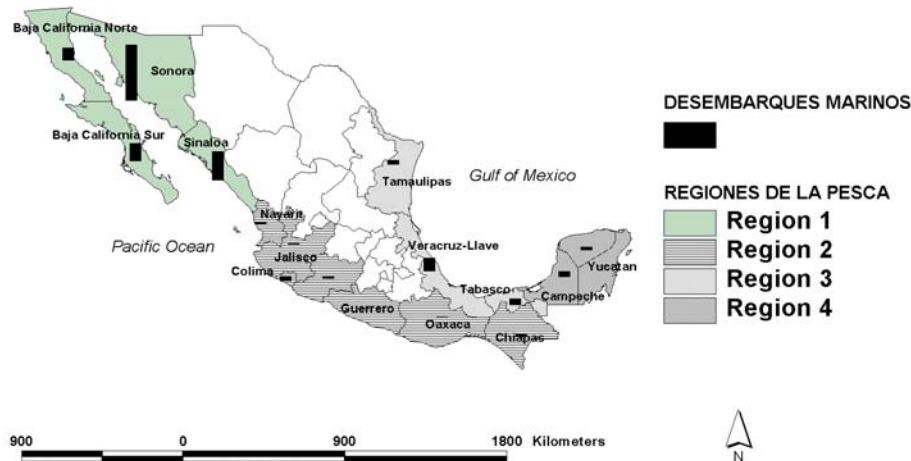 Baja California Norte
Sonora
Baja California Sur
Sinaloa
Tamaulipas
Gulf of Mexico
Nayarit
Pacific Ocean
Veracruz-Llave
Jalisco
Yucatan
Colima
Tabasco
Campeche
Guerrero
Oaxaca
Chiapas
DESEMBARQUES MARINOS
REGIONES DE LA PESCA
Region 1
Region 2
Region 3
Region 4
900 0 900 1800 Kilometers
N